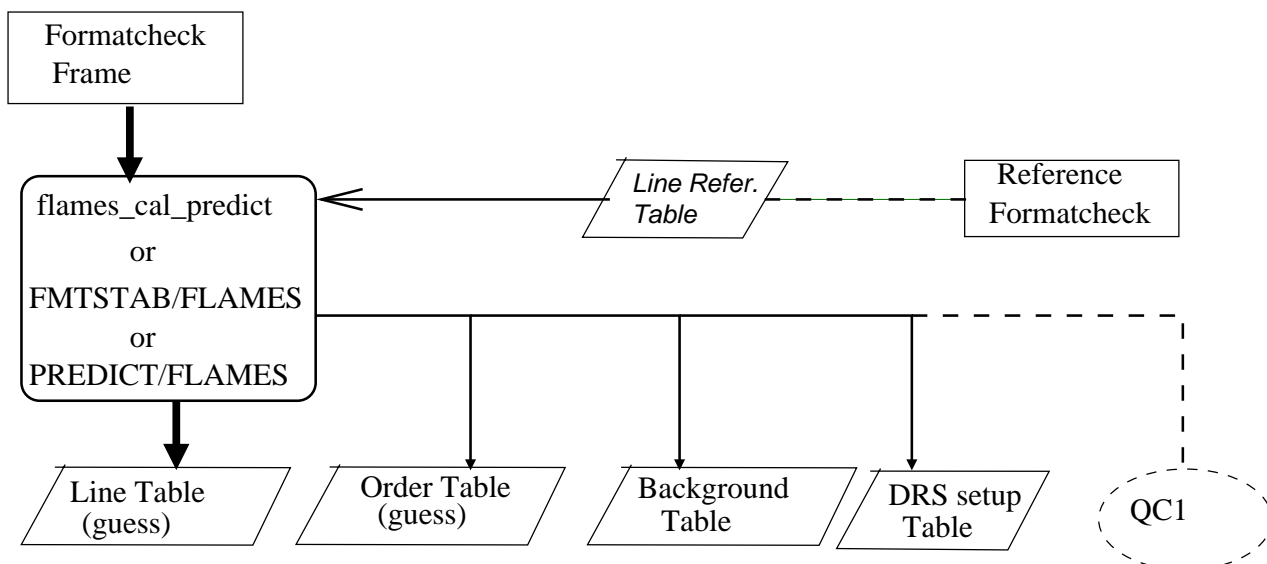 Formatcheck
Frame
flames_cal_predict
or
FMTSTAB/FLAMES
or
PREDICT/FLAMES
Line Refer.
Table
Reference
Formatcheck
Line Table
(guess)
Order Table
(guess)
Background
Table
DRS setup
Table
QC1